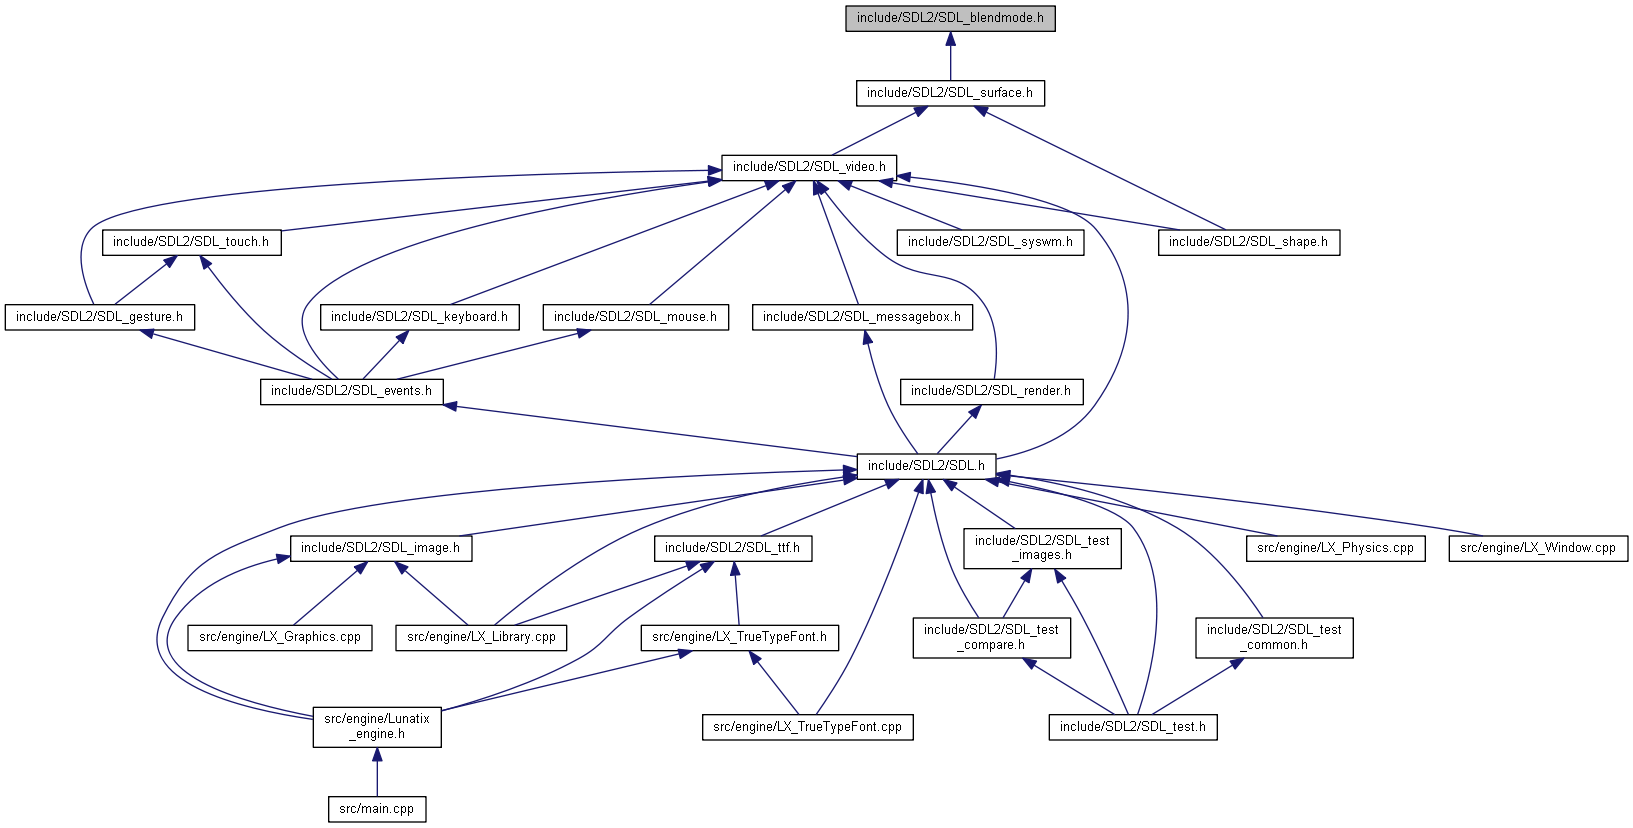 include/SDL2/SDL_blendmode.h
include/SDL2/SDL_surface.h
include/SDL2/SDL_video.h
include/SDL2/SDL_touch.h
include/SDL2/SDL_syswm.h
include/SDL2/SDL_shape.h
include/SDL2/SDL_gesture.h
include/SDL2/SDL_keyboard.h
include/SDL2/SDL_mouse.h
include/SDL2/SDL_messagebox.h
include/SDL2/SDL_events.h
include/SDL2/SDL_render.h
include/SDL2/SDL.h
include/SDL2/SDL_image.h
include/SDL2/SDL_ttf.h
include/SDL2/SDL_test
_images.h
src/engine/LX_Physics.cpp
src/engine/LX_Window.cpp
src/engine/LX_Graphics.cpp
src/engine/LX_Library.cpp
src/engine/LX_TrueTypeFont.h
include/SDL2/SDL_test
_compare.h
include/SDL2/SDL_test
_common.h
src/engine/Lunatix
_engine.h
src/engine/LX_TrueTypeFont.cpp
include/SDL2/SDL_test.h
src/main.cpp